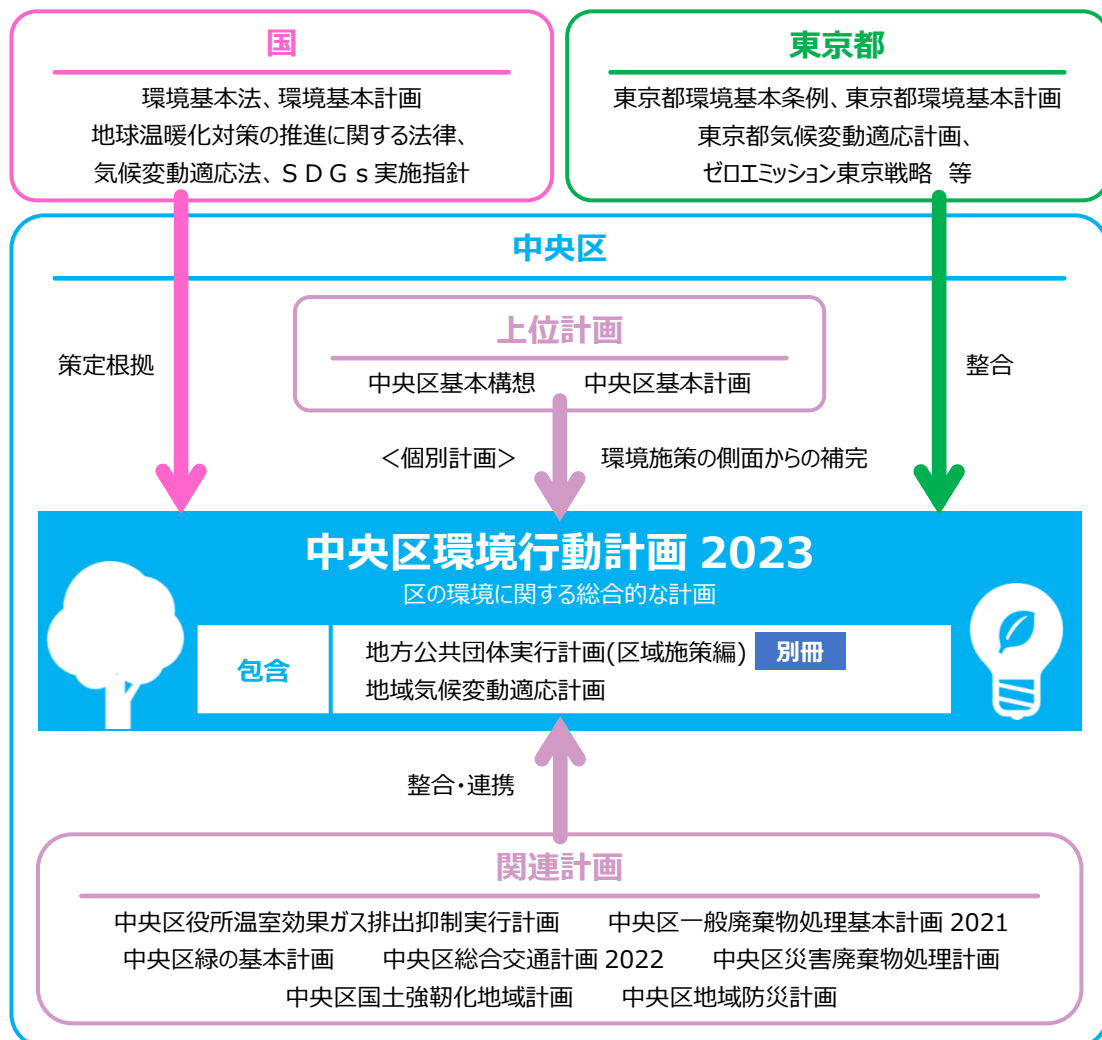 国
環境基本法、環境基本計画
地球温暖化対策の推進に関する法律、
気候変動適応法、ＳＤＧｓ実施指針
東京都
東京都環境基本条例、東京都環境基本計画
東京都気候変動適応計画、
ゼロエミッション東京戦略　等
中央区
上位計画
中央区基本構想　　中央区基本計画
策定根拠
整合
＜個別計画＞
環境施策の側面からの補完
中央区環境行動計画 2023
区の環境に関する総合的な計画
包含
地方公共団体実行計画(区域施策編) 別冊
地域気候変動適応計画
整合・連携
関連計画
中央区役所温室効果ガス排出抑制実行計画　　中央区一般廃棄物処理基本計画 2021
中央区緑の基本計画　　中央区総合交通計画 2022　　中央区災害廃棄物処理計画
中央区国土強靭化地域計画　　中央区地域防災計画